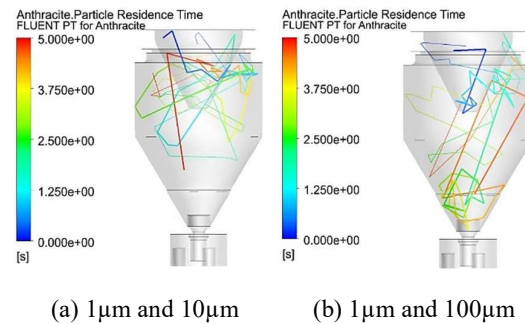 Anthracite.Particle Residence Time
FLUENT PT for Anthracite
5.000e+00
3.750e+00
2.500e+00
1.250e+00
0.000e+00
[s]
(a) 1µm and 10µm
Anthracite.Particle Residence Time
FLUENT PT for Anthracite
5.000e+00
3.750e+00
2.500e+00
1.250e+00
0.000e+00
[s]
(b) 1µm and 100µm